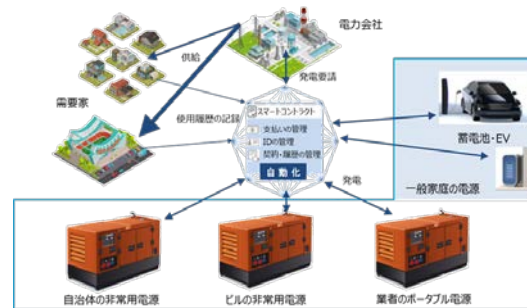 電力会社
供給
発電要請
需要家
使用履歴の記録
スマートコントラクト
支払いの管理
IDの管理
契約・履歴の管理
自動化
蓄電池・EV
一般家庭の電源
発電
自治体の非常用電源
ビルの非常用電源
業者のポータブル電源